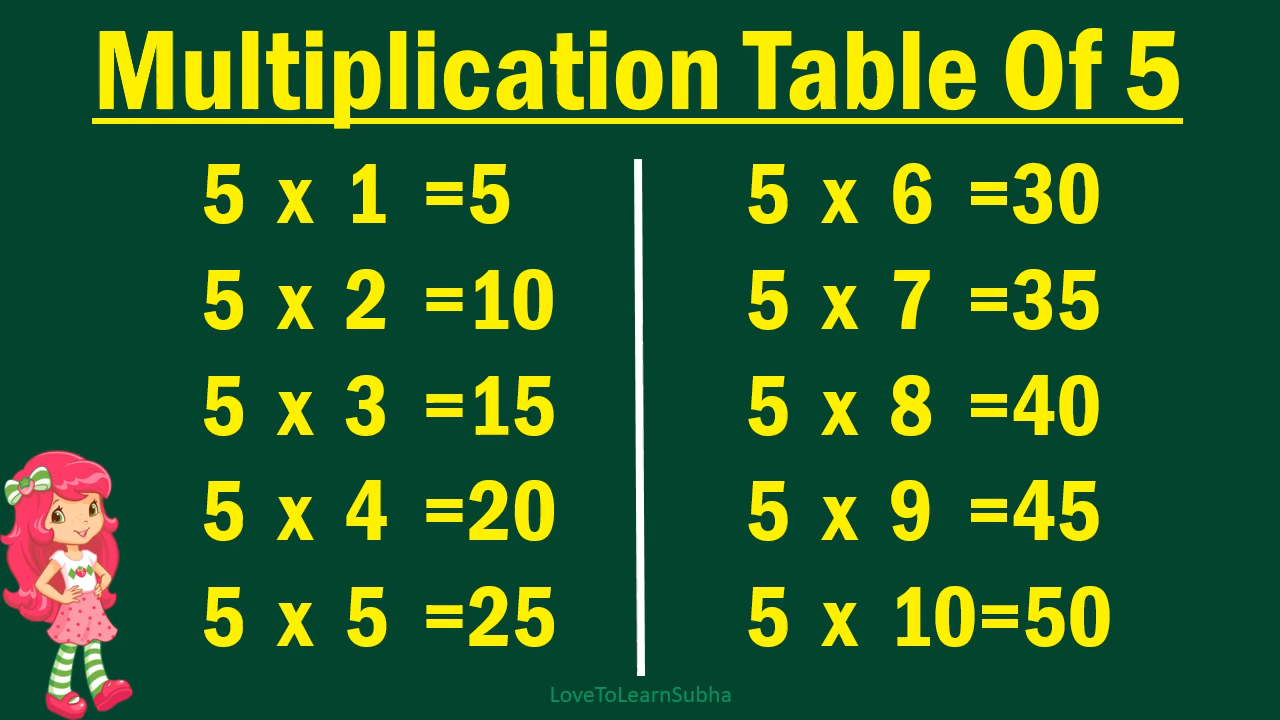 Multiplication Table Of 5
5 x 1 =5
5 x 2 =10
5 x 3 =15
5 x 4 =20
5 x 5 =25
5 x 6 =30
5 x 7 =35
5 x 8 =40
5 x 9 =45
5 x 10=50
LoveToLearnSubha